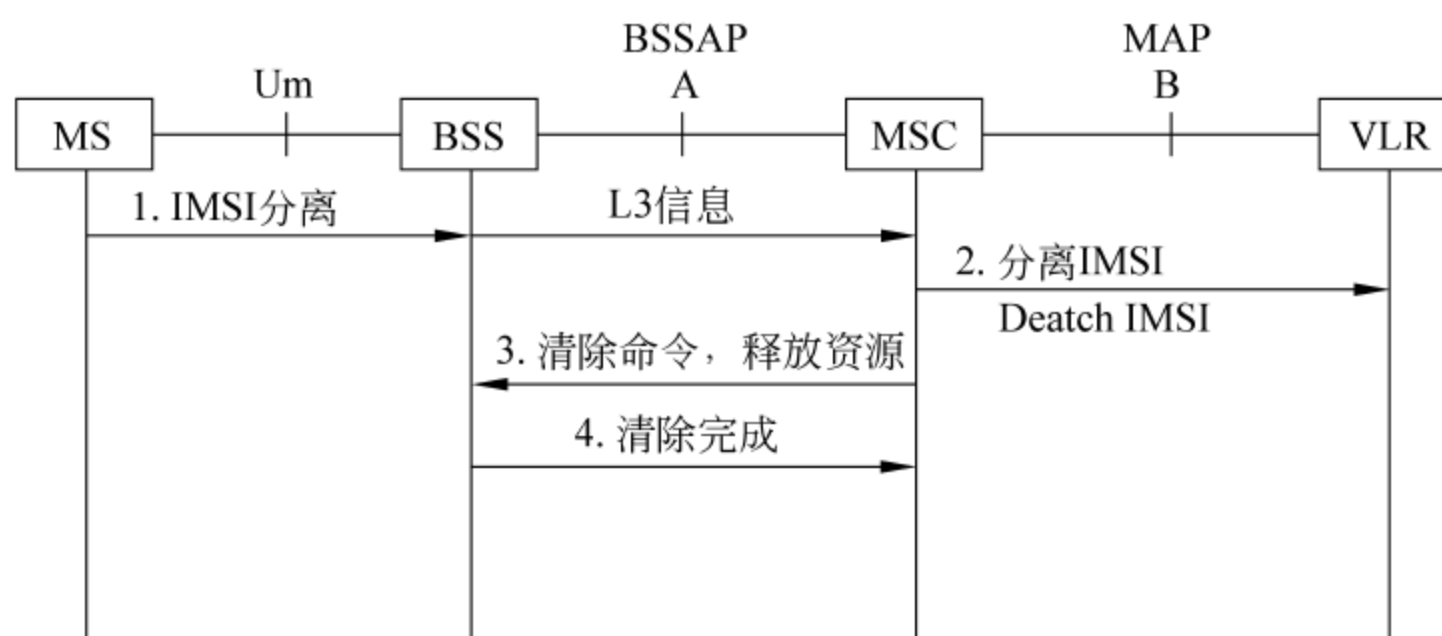 BSSAP
MAP
Um
A
B
MS
BSS
MSC
VLR
1. IMSI分离
L3信息
2. 分离IMSI
Deatch IMSI
3. 清除命令，释放资源
4. 清除完成